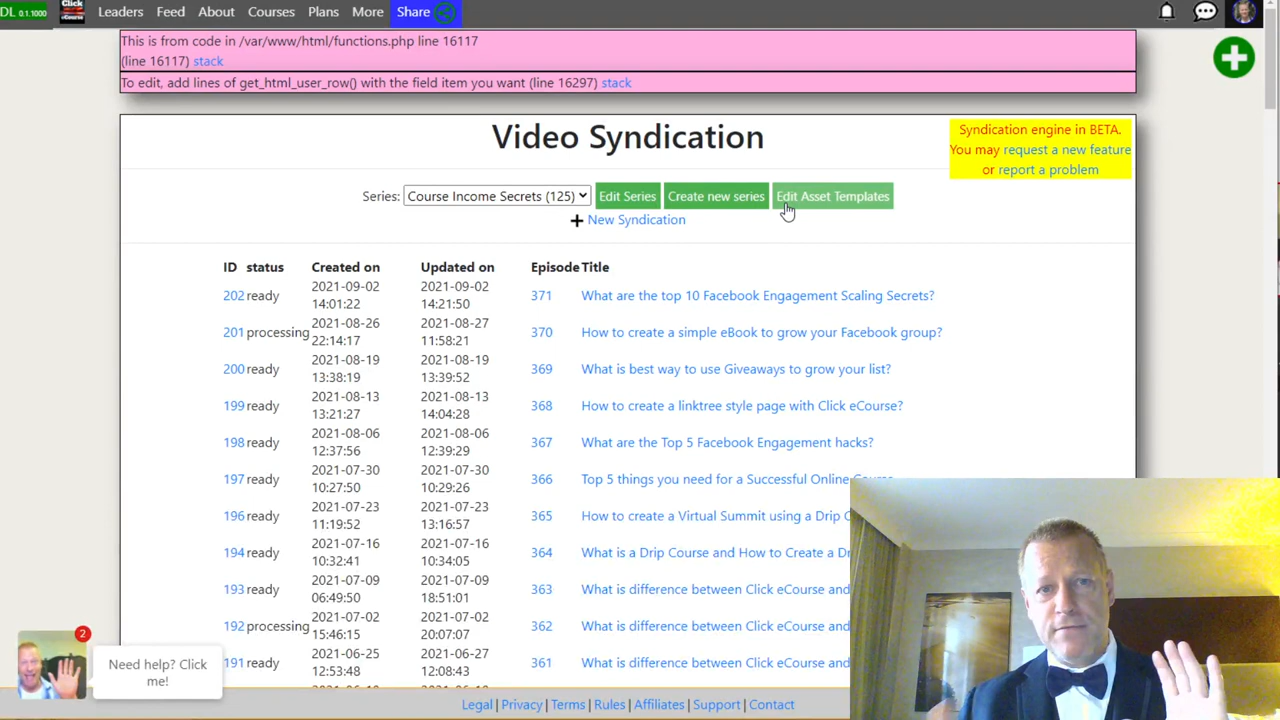 DL 0.1.1000 Click eCourse Leaders Feed About Courses Plans More Share
This is from code in /var/www/html/functions.php line 16117
(line 16117) stack
To edit, add lines of get_html_user_row() with the field item you want (line 16297) stack
Video Syndication
Syndication engine in BETA.
You may request a new feature
or report a problem
Series: Course Income Secrets (125) Edit Series Create new series Edit Asset Templates
+ New Syndication
ID status Created on Updated on Episode Title
202 ready 2021-09-02 14:01:22 2021-09-02 14:21:50 371 What are the top 10 Facebook Engagement Scaling Secrets?
201 processing 2021-08-26 22:14:17 2021-08-27 11:58:21 370 How to create a simple eBook to grow your Facebook group?
200 ready 2021-08-19 13:38:19 2021-08-19 13:39:52 369 What is best way to use Giveaways to grow your list?
199 ready 2021-08-13 13:21:27 2021-08-13 14:04:28 368 How to create a linktree style page with Click eCourse?
198 ready 2021-08-06 12:37:56 2021-08-06 12:39:29 367 What are the Top 5 Facebook Engagement hacks?
197 ready 2021-07-30 10:27:50 2021-07-30 10:29:26 366 Top 5 things you need for a Successful Online Course
196 ready 2021-07-23 11:19:52 2021-07-23 13:16:57 365 How to create a Virtual Summit using a Drip C
194 ready 2021-07-16 10:32:41 2021-07-16 10:34:05 364 What is a Drip Course and How to Create a Dr
193 ready 2021-07-09 06:49:50 2021-07-09 18:51:01 363 What is difference between Click eCourse and
192 processing 2021-07-02 15:46:15 2021-07-02 20:07:07 362 What is difference between Click eCourse and
191 ready 2021-06-25 12:53:48 2021-06-27 12:08:43 361 What is difference between Click eCourse and
2
Need help? Click
me!
Legal | Privacy | Terms | Rules | Affiliates | Support | Contact